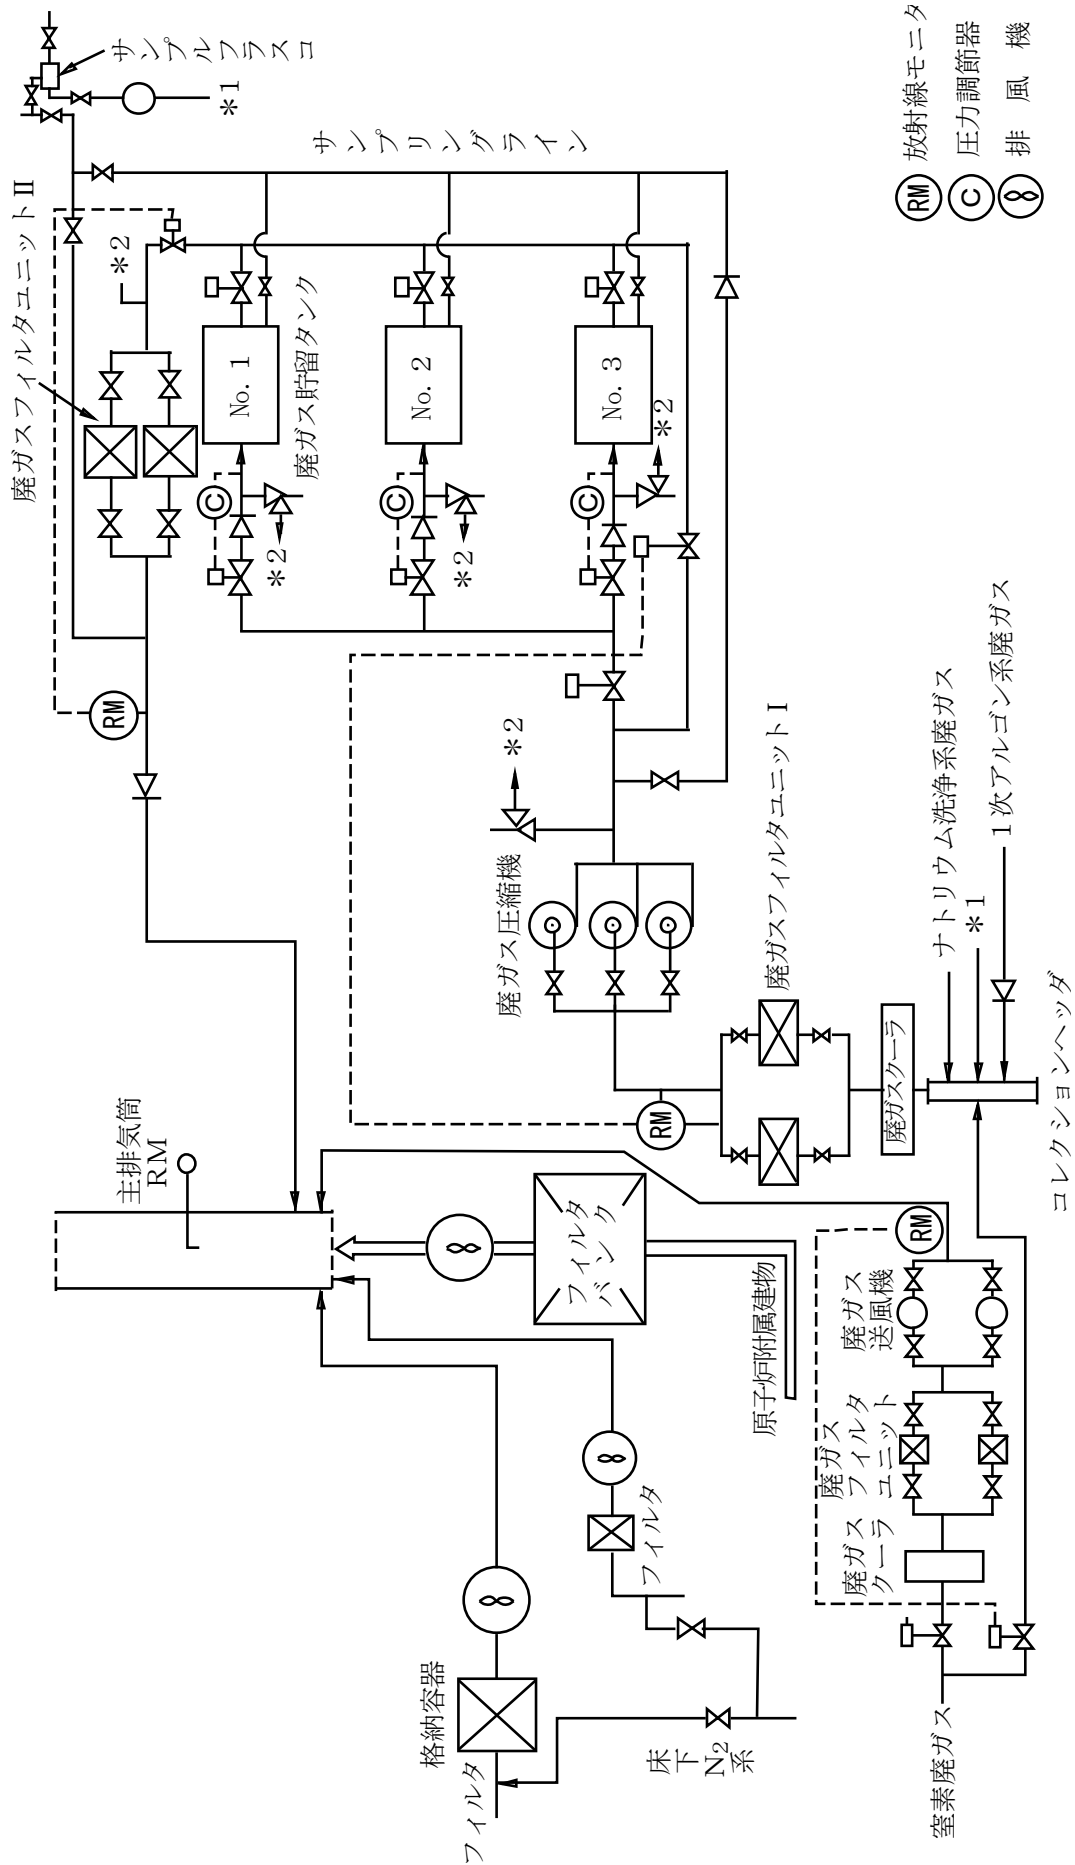 サンプルフラスコ
*1
サンプリングライン
放射線モニタ
圧力調節器
排風機
RM
C
廃ガスフィルタユニットⅡ
*2
No. 1
No. 2
No. 3
廃ガス貯留タンク
C
C
C
*2
*2
*2
RM
*2
廃ガス圧縮機
廃ガスフィルタユニットⅠ
RM
廃ガスクーラ
ナトリウム洗浄系廃ガス
*1
1次アルゴン系廃ガス
コレクションヘッダ
主排気筒
RM
フィルタ
バンク
原子炉附属建物
RM
廃ガス
送風機
廃ガス
フィルタ
ユニット
廃ガス
クーラ
窒素廃ガス
フィルタ
格納容器
フィルタ
床下
N2
系